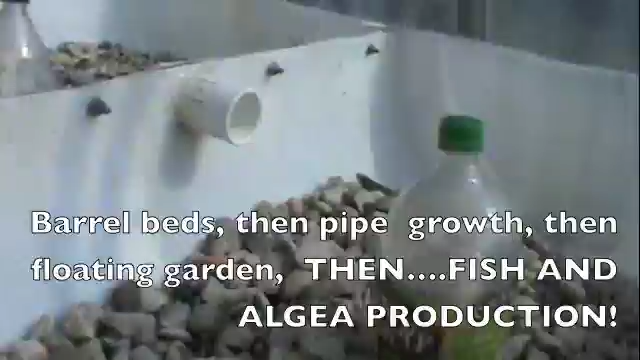 Barrel beds, then pipe growth, then
floating garden, THEN....FISH AND
ALGEA PRODUCTION!